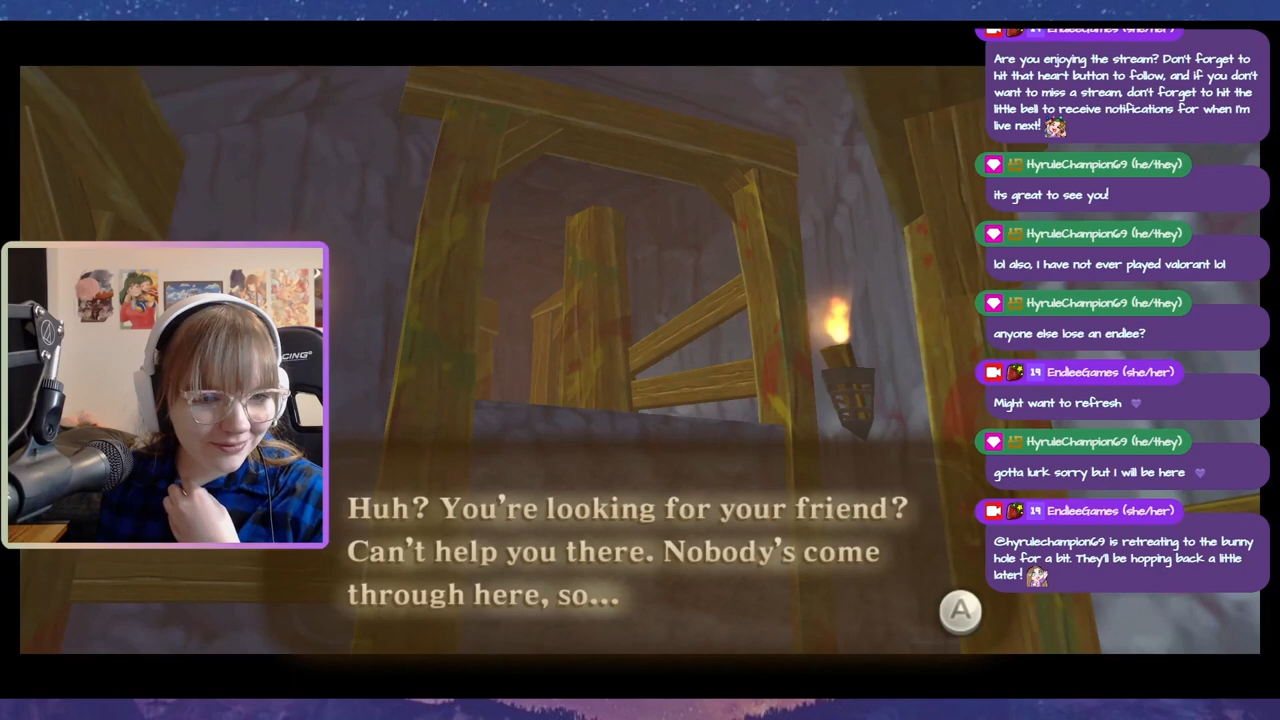 EndleeGames (she/her)
Are you enjoying the stream? Don't forget to
hit that heart button to follow, and if you don't
want to miss a stream, don't forget to hit the
little bell to receive notifications for when I'm
live next!
HyruleChampion69 (he/they)
its great to see you!
HyruleChampion69 (he/they)
lol also, I have not ever played valorant lol
HyruleChampion69 (he/they)
anyone else lose an endlee?
19 EndleeGames (she/her)
Might want to refresh
HyruleChampion69 (he/they)
gotta lurk sorry but I will be here
19 EndleeGames (she/her)
@hyrulechampion69 is retreating to the bunny
hole for a bit. They'll be hopping back a little
later!
CING
Huh? You're looking for your friend?
Can't help you there. Nobody's come
through here, so...
A